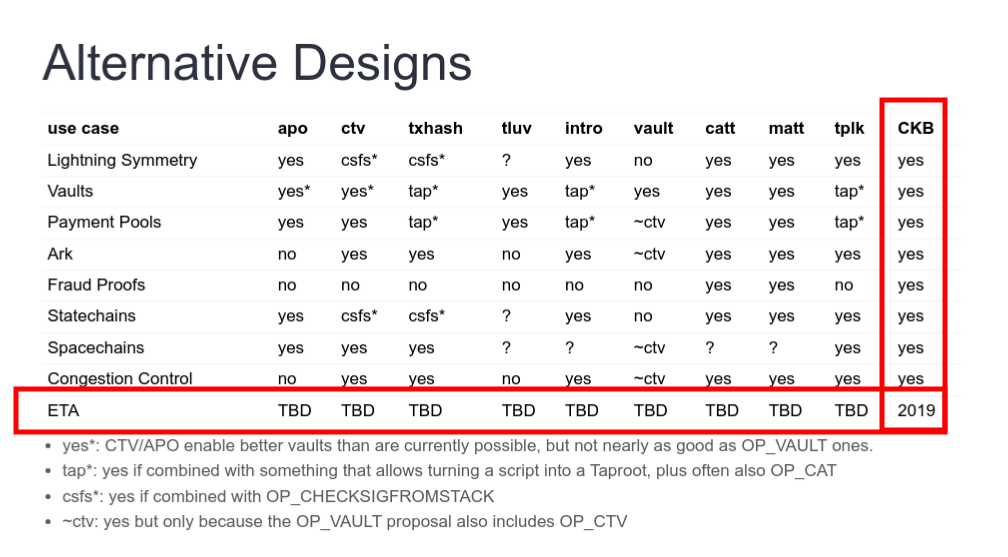 Alternative Designs
use case apo ctv txhash tluv intro vault catt matt tplk CKB
Lightning Symmetry yes csfs* csfs* ? yes no yes yes yes yes
Vaults yes* yes* tap* yes tap* yes yes yes tap* yes
Payment Pools yes yes tap* yes tap* ~ctv yes yes tap* yes
Ark no yes yes no yes ~ctv yes yes yes yes
Fraud Proofs no no no no no no yes yes no yes
Statechains yes csfs* csfs* ? yes no yes yes yes yes
Spacechains yes yes yes ? ? ~ctv ? ? yes yes
Congestion Control no yes yes no yes ~ctv yes yes yes yes
ETA TBD TBD TBD TBD TBD TBD TBD TBD TBD 2019
• yes*: CTV/APO enable better vaults than are currently possible, but not nearly as good as OP_VAULT ones.
• tap*: yes if combined with something that allows turning a script into a Taproot, plus often also OP_CAT
• csfs*: yes if combined with OP_CHECKSIGFROMSTACK
• ~ctv: yes but only because the OP_VAULT proposal also includes OP_CTV